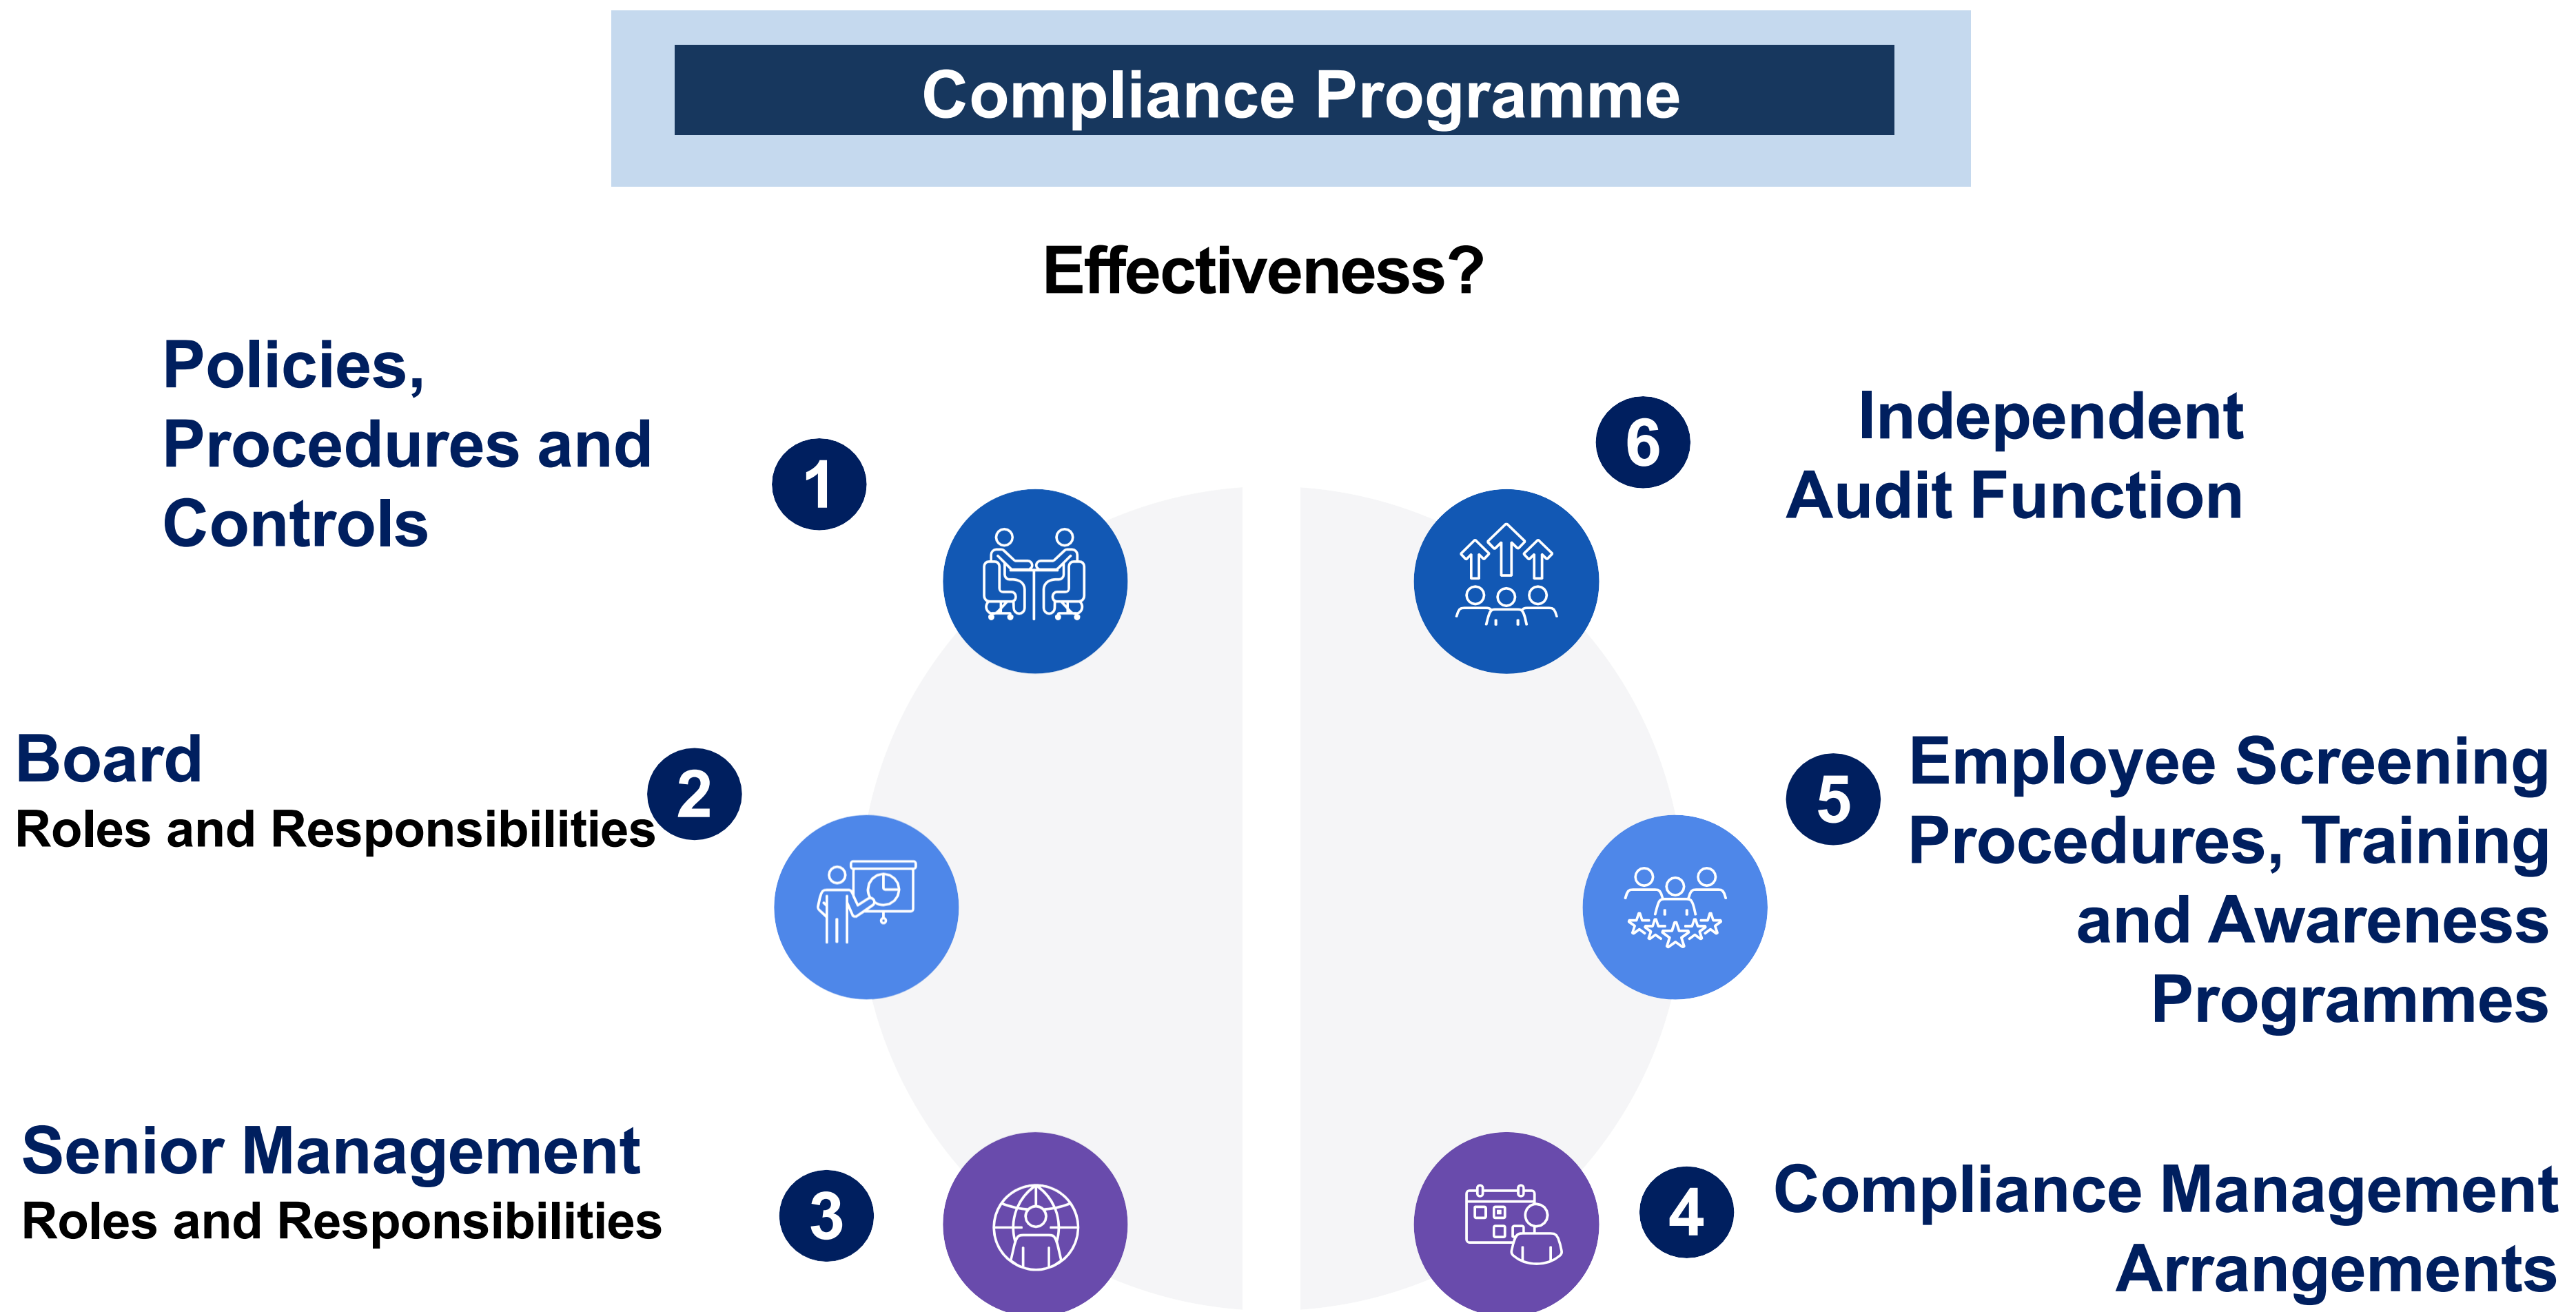 Compliance Programme
Effectiveness?
Policies,
Procedures and
Controls
1
Board
Roles and Responsibilities
2
Senior Management
Roles and Responsibilities
3
4
Compliance Management
Arrangements
5
Employee Screening
Procedures, Training
and Awareness
Programmes
6
Independent
Audit Function